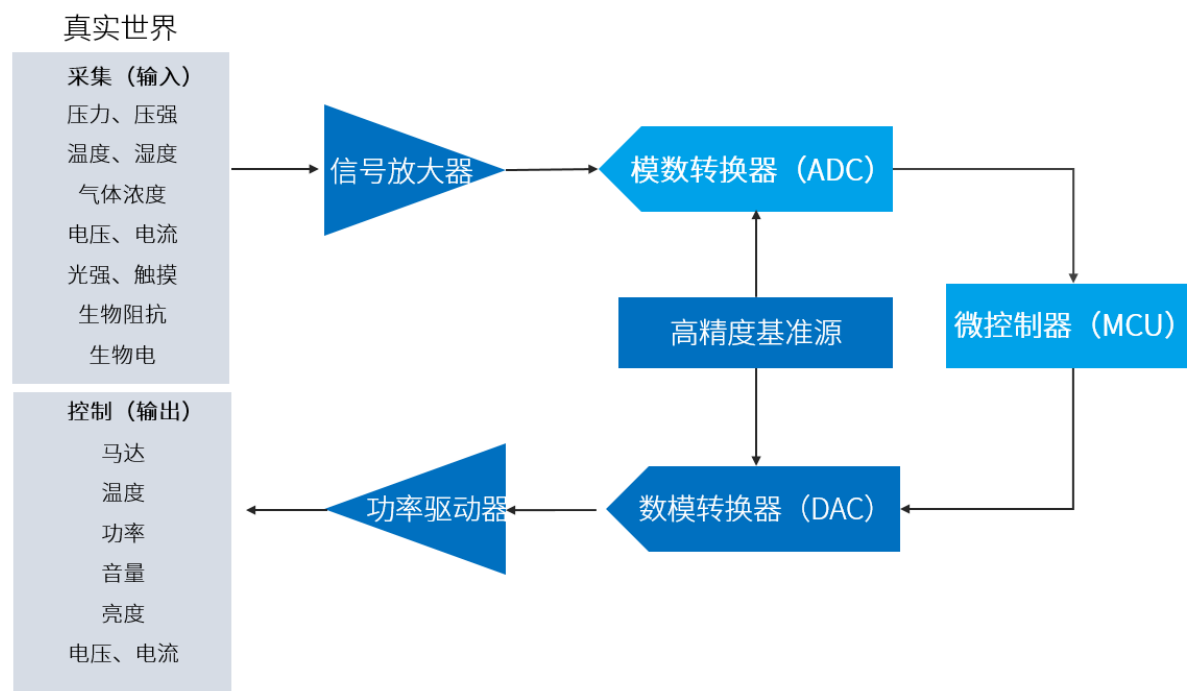 真实世界
采集（输入）
压力、压强
温度、湿度
气体浓度
电压、电流
光强、触摸
生物阻抗
生物电
信号放大器
模数转换器（ADC）
高精度基准源
微控制器（MCU）
控制（输出）
马达
温度
功率
音量
亮度
电压、电流
功率驱动器
数模转换器（DAC）